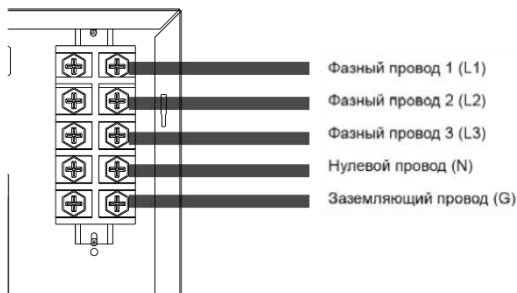 Фазный провод 1 (L1)
Фазный провод 2 (L2)
Фазный провод 3 (L3)
Нулевой провод (N)
Заземляющий провод (G)